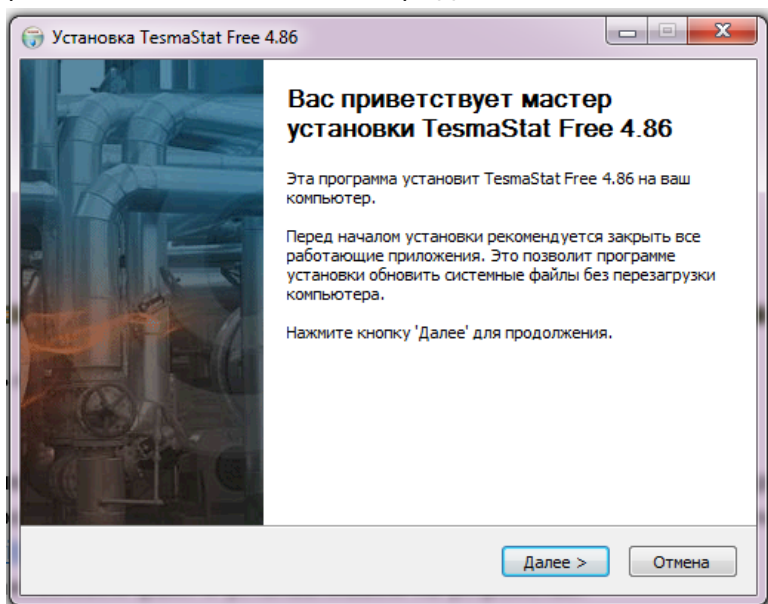 Установка TesmaStat Free 4.86
Вас приветствует мастер
установки TesmaStat Free 4.86
Эта программа установит TesmaStat Free 4.86 на ваш
компьютер.
Перед началом установки рекомендуется закрыть все
работающие приложения. Это позволит программе
установки обновить системные файлы без перезагрузки
компьютера.
Нажмите кнопку 'Далее' для продолжения.
Далее >
Отмена